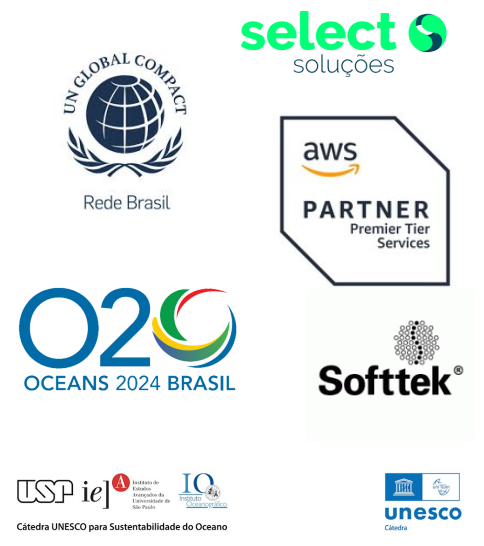 select
soluções
UN GLOBAL COMPACT
Rede Brasil
aws
PARTNER
Premier Tier
Services
O20
OCEANS 2024 BRASIL
Softtek®
USP
iea
Instituto de
Estudos
Avançados da
Universidade de
São Paulo
IO
Instituto
Oceanográfico
Cátedra UNESCO para Sustentabilidade do Oceano
unesco
Cátedra